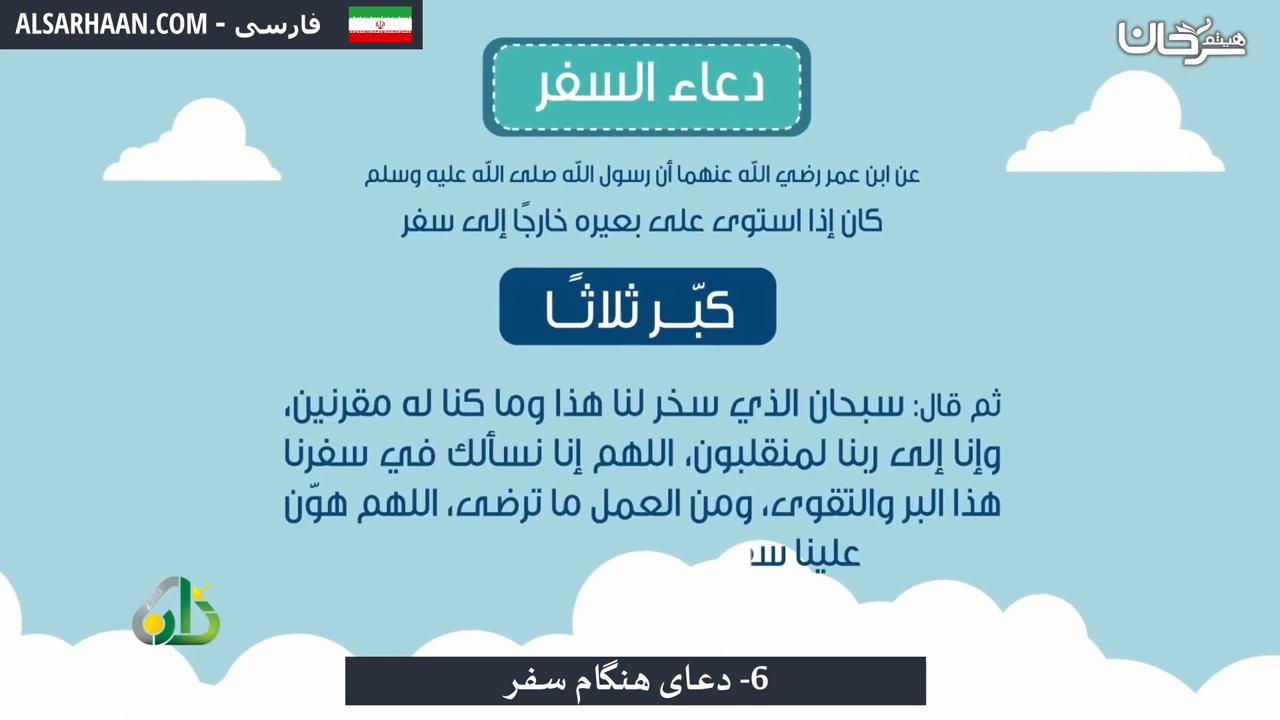 ALSARHAAN.COM - فارسی
هيثم سرحان
دعاء السفر
عن ابن عمر رضي الله عنهما أن رسول الله صلى الله عليه وسلم
كان إذا استوى على بعيره خارجًا إلى سفر
كبّــر ثلاثــًا
ثم قال: سبحان الذي سخر لنا هذا وما كنا له مقرنين،
وإنا إلى ربنا لمنقلبون، اللهم إنا نسألك في سفرنا
هذا البر والتقوى، ومن العمل ما ترضى، اللهم هوّن
علينا
6- دعای هنگام سفر